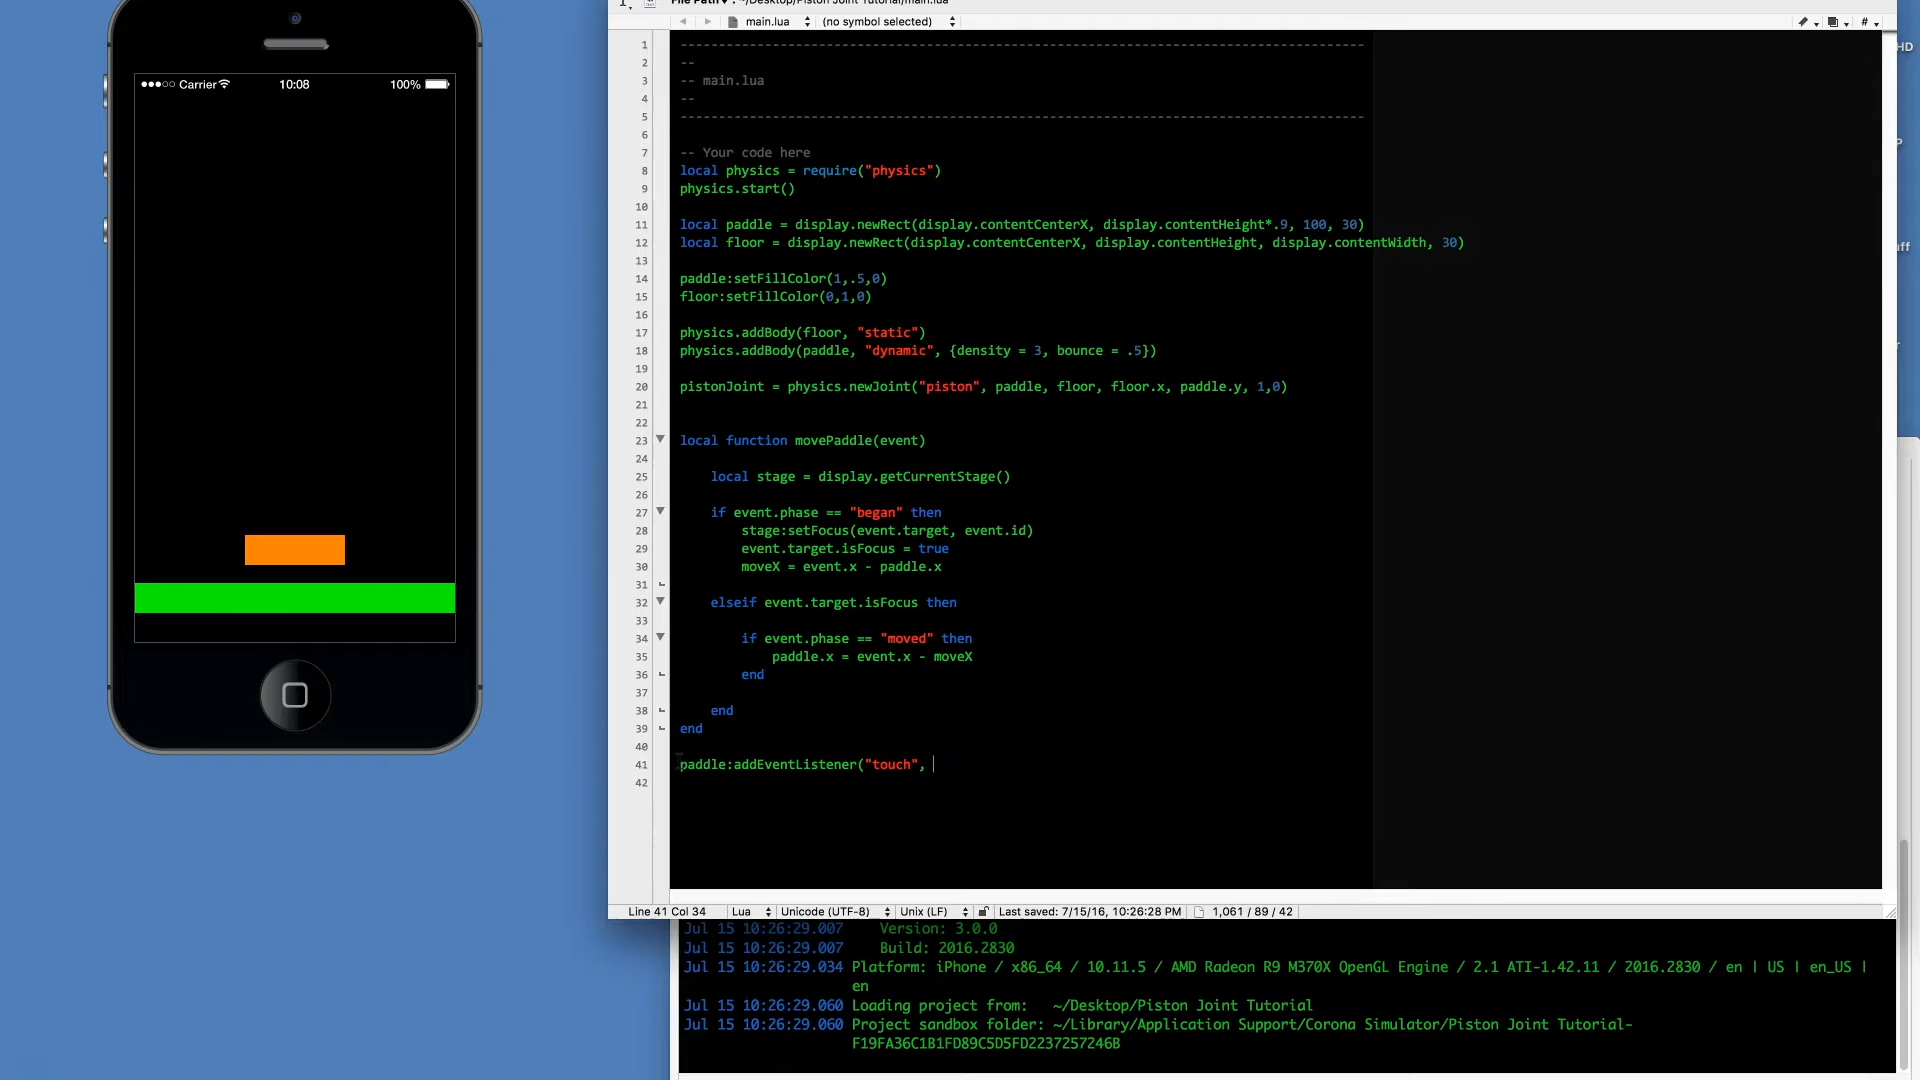 File Path ▾ : ~/Desktop/Piston Joint Tutorial/main.lua
main.lua (no symbol selected) #
●●●○○ Carrier 10:08 100%
1 --------------------------------------------------------------------------------
2 --
3 -- main.lua
4 --
5 --------------------------------------------------------------------------------
6
7 -- Your code here
8 local physics = require("physics")
9 physics.start()
10
11 local paddle = display.newRect(display.contentCenterX, display.contentHeight*.9, 100, 30)
12 local floor = display.newRect(display.contentCenterX, display.contentHeight, display.contentWidth, 30)
13
14 paddle:setFillColor(1,.5,0)
15 floor:setFillColor(0,1,0)
16
17 physics.addBody(floor, "static")
18 physics.addBody(paddle, "dynamic", {density = 3, bounce = .5})
19
20 pistonJoint = physics.newJoint("piston", paddle, floor, floor.x, paddle.y, 1,0)
21
22
23 local function movePaddle(event)
24
25 local stage = display.getCurrentStage()
26
27 if event.phase == "began" then
28 stage:setFocus(event.target, event.id)
29 event.target.isFocus = true
30 moveX = event.x - paddle.x
31
32 elseif event.target.isFocus then
33
34 if event.phase == "moved" then
35 paddle.x = event.x - moveX
36 end
37
38 end
39 end
40
41 paddle:addEventListener("touch",
42
Line 41 Col 34 Lua Unicode (UTF-8) Unix (LF) Last saved: 7/15/16, 10:26:28 PM 1,061 / 89 / 42
Jul 15 10:26:29.007 Version: 3.0.0
Jul 15 10:26:29.007 Build: 2016.2830
Jul 15 10:26:29.034 Platform: iPhone / x86_64 / 10.11.5 / AMD Radeon R9 M370X OpenGL Engine / 2.1 ATI-1.42.11 / 2016.2830 / en | US | en_US |
en
Jul 15 10:26:29.060 Loading project from: ~/Desktop/Piston Joint Tutorial
Jul 15 10:26:29.060 Project sandbox folder: ~/Library/Application Support/Corona Simulator/Piston Joint Tutorial-
F19FA36C1B1FD89C5D5FD2237257246B
HD